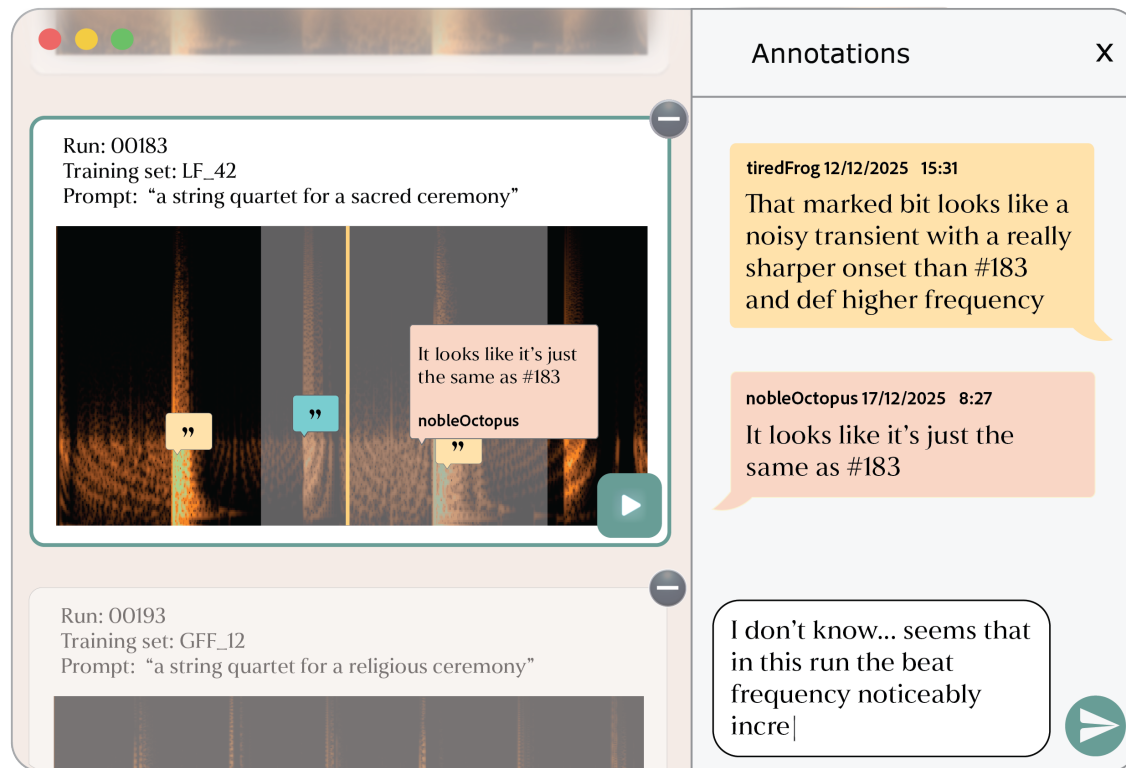 Run: 00183
Training set: LF_42
Prompt:  “a string quartet for a sacred ceremony”
It looks like it’s just
the same as #183
nobleOctopus
”
”
”
Run: 00193
Training set: GFF_12
Prompt:  “a string quartet for a religious ceremony”
Annotations
X
tiredFrog 12/12/2025   15:31
That marked bit looks like a
noisy transient with a really
sharper onset than #183
and def higher frequency
nobleOctopus 17/12/2025   8:27
It looks like it’s just the
same as #183
I don’t know... seems that
in this run the beat
frequency noticeably
incre|